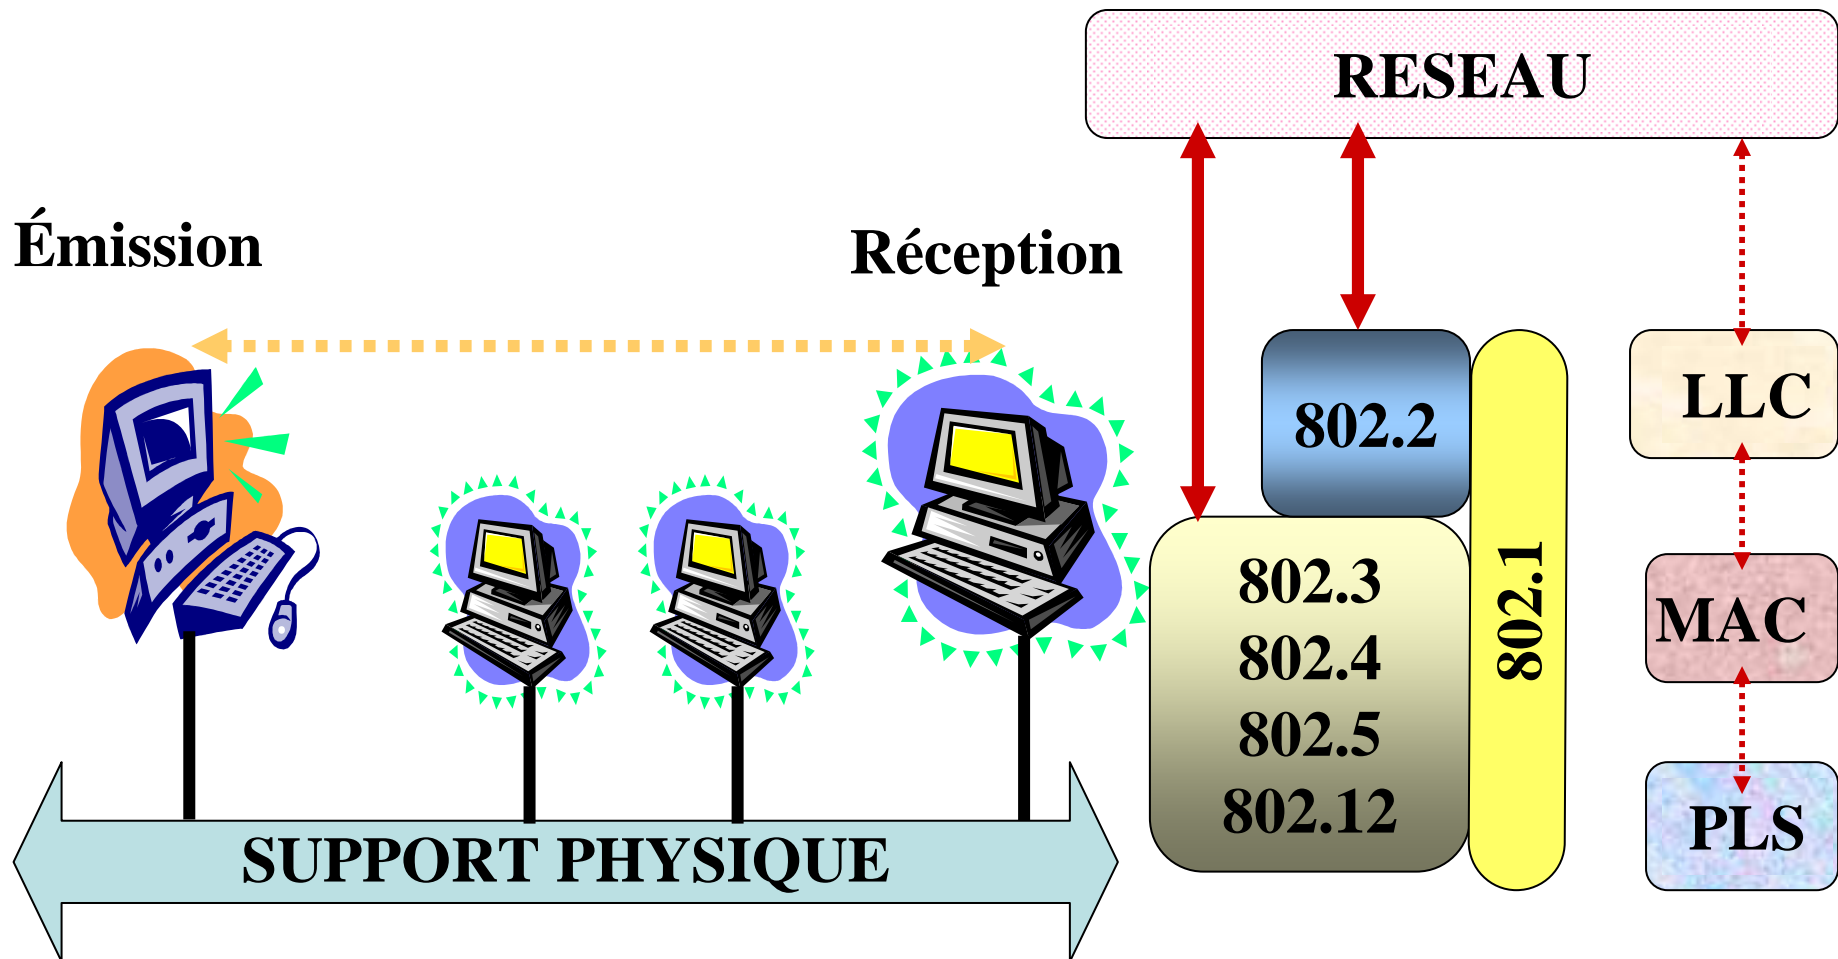 RESEAU
Émission
Réception
802.2
LLC
802.3
802.4
802.5
802.12
802.1
MAC
PLS
SUPPORT PHYSIQUE